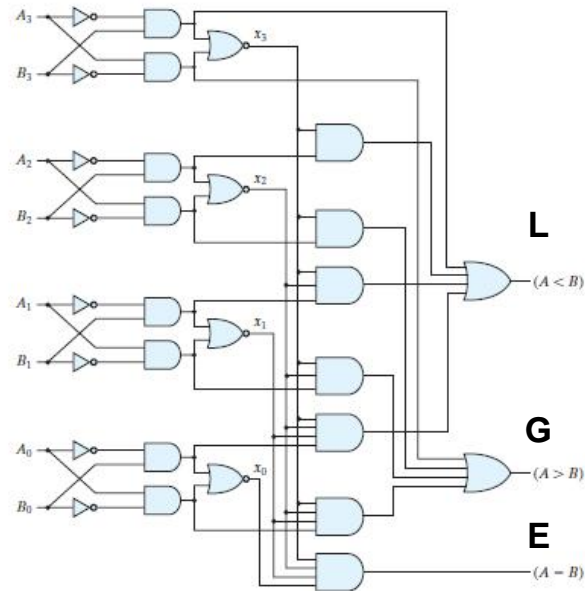 A3
x3
B3
A2
x2
B2
L
(A < B)
A1
x1
B1
G
A0
x0
(A > B)
B0
E
(A − B)